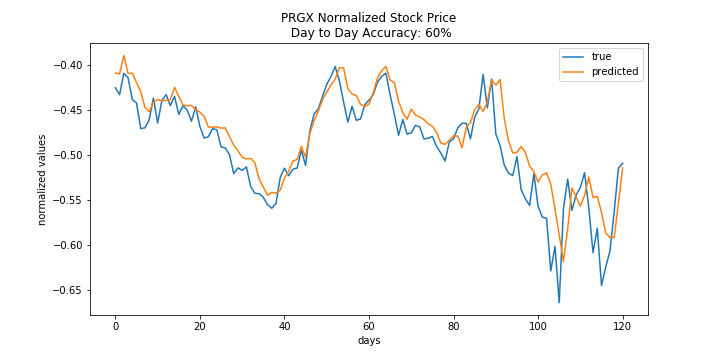 PRGX Normalized Stock Price
Day to Day Accuracy: 60%
true
predicted
−0.40
−0.45
−0.50
−0.55
−0.60
−0.65
normalized values
0 20 40 60 80 100 120
days